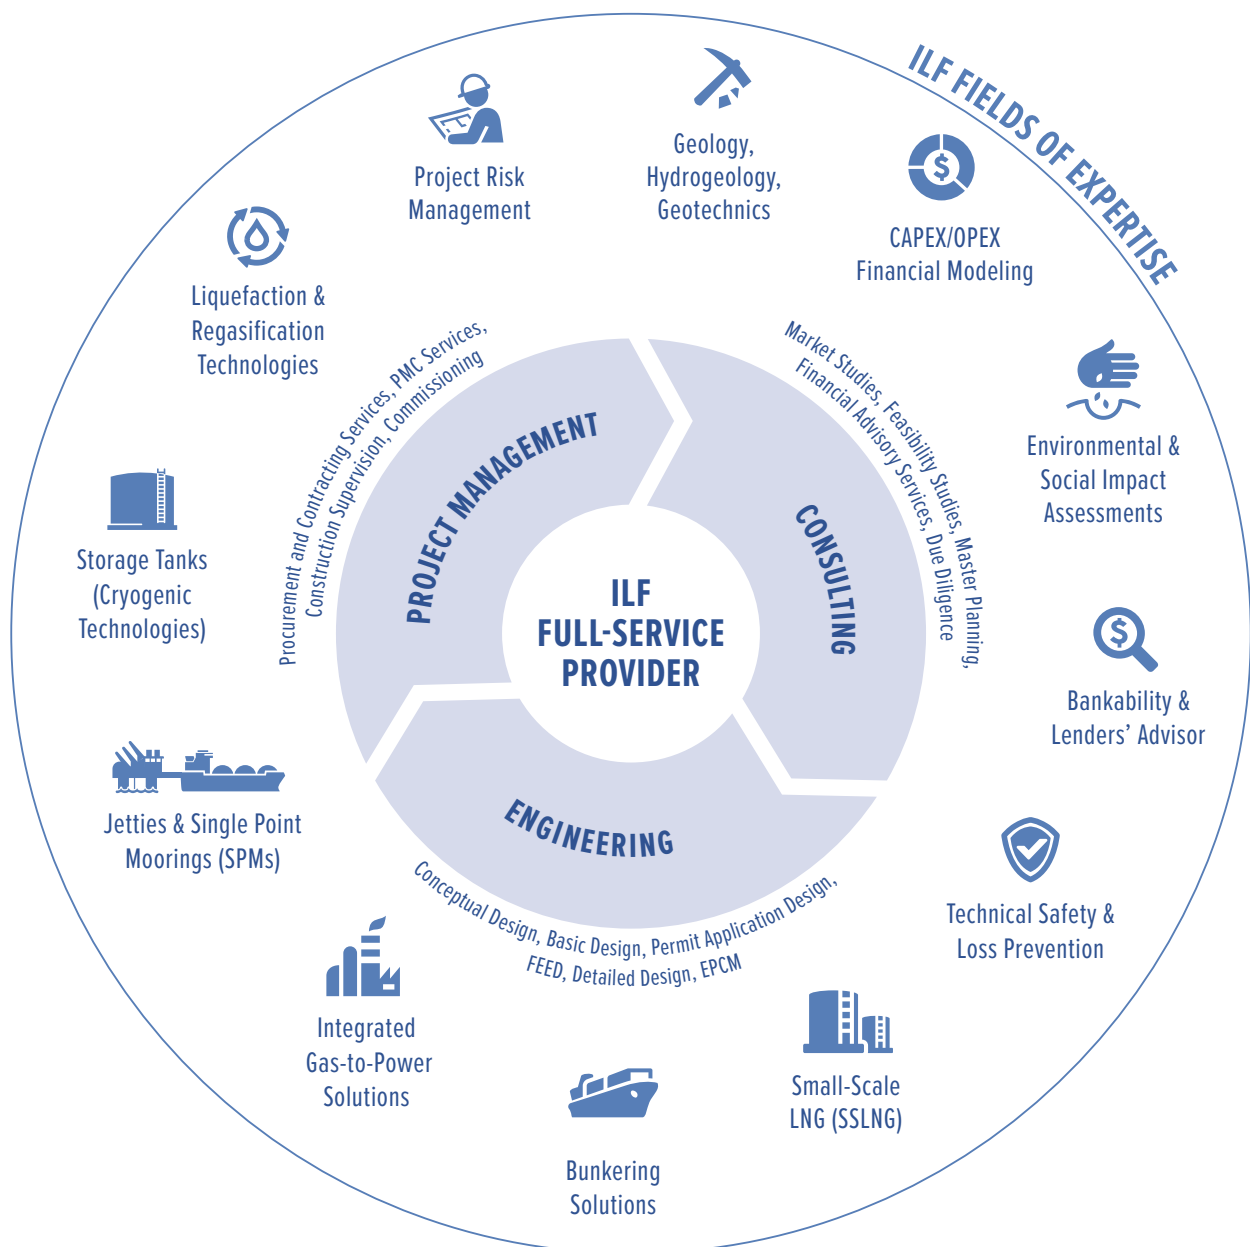 ILF FIELDS OF EXPERTISE
Project Risk
Management
Geology,
Hydrogeology,
Geotechnics
CAPEX/OPEX
Financial Modeling
Environmental &
Social Impact
Assessments
Bankability &
Lenders’ Advisor
Technical Safety &
Loss Prevention
Small-Scale
LNG (SSLNG)
Bunkering
Solutions
Integrated
Gas-to-Power
Solutions
Jetties & Single Point
Moorings (SPMs)
Storage Tanks
(Cryogenic
Technologies)
Liquefaction &
Regasification
Technologies
Procurement and Contracting Services, PMC Services,
Construction Supervision, Commissioning
PROJECT MANAGEMENT
Market Studies, Feasibility Studies, Master Planning,
Financial Advisory Services, Due Diligence
CONSULTING
ENGINEERING
Conceptual Design, Basic Design, Permit Application Design,
FEED, Detailed Design, EPCM
ILF
FULL-SERVICE
PROVIDER